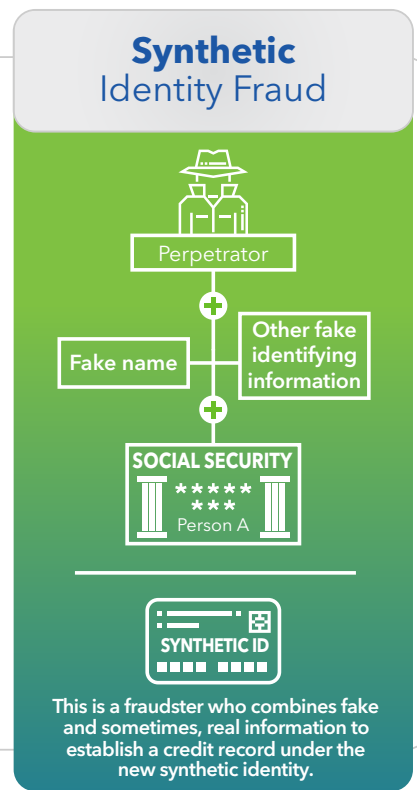 Synthetic
Identity Fraud
Perpetrator
Fake name
Other fake
identifying
information
SOCIAL SECURITY
*****
***
Person A
SYNTHETIC ID
This is a fraudster who combines fake
and sometimes, real information to
establish a credit record under the
new synthetic identity.